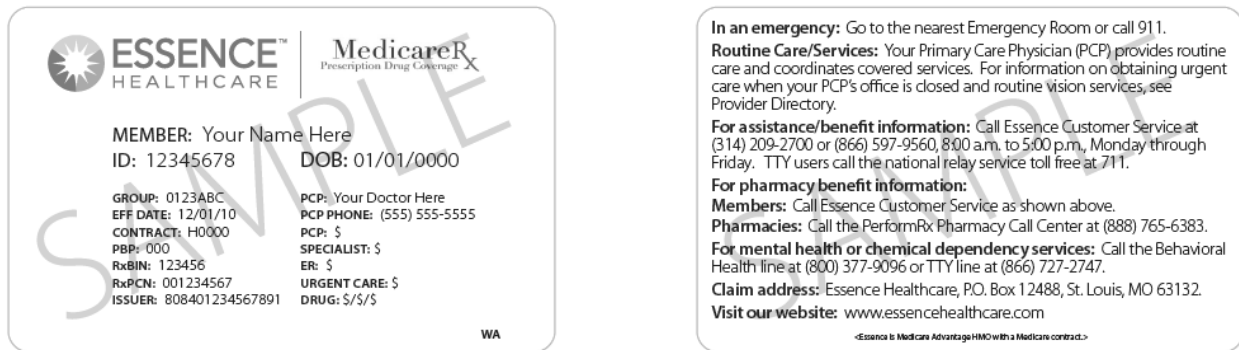 ESSENCE™
HEALTHCARE
MedicareRx
Prescription Drug Coverage
SAMPLE
MEMBER: Your Name Here
ID: 12345678 DOB: 01/01/0000
GROUP: 0123ABC PCP: Your Doctor Here
EFF DATE: 12/01/10 PCP PHONE: (555) 555-5555
CONTRACT: H0000 PCP: $
PBP: 000 SPECIALIST: $
RxBIN: 123456 ER: $
RxPCN: 001234567 URGENT CARE: $
ISSUER: 808401234567891 DRUG: $/$/$
WA
In an emergency: Go to the nearest Emergency Room or call 911.
Routine Care/Services: Your Primary Care Physician (PCP) provides routine
care and coordinates covered services. For information on obtaining urgent
care when your PCP's office is closed and routine vision services, see
Provider Directory.
For assistance/benefit information: Call Essence Customer Service at
(314) 209-2700 or (866) 597-9560, 8:00 a.m. to 5:00 p.m., Monday through
Friday. TTY users call the national relay service toll free at 711.
For pharmacy benefit information:
Members: Call Essence Customer Service as shown above.
Pharmacies: Call the PerformRx Pharmacy Call Center at (888) 765-6383.
For mental health or chemical dependency services: Call the Behavioral
Health line at (800) 377-9096 or TTY line at (866) 727-2747.
Claim address: Essence Healthcare, P.O. Box 12488, St. Louis, MO 63132.
Visit our website: www.essencehealthcare.com
<Essence is Medicare Advantage HMO with a Medicare contract.>
SAMPLE